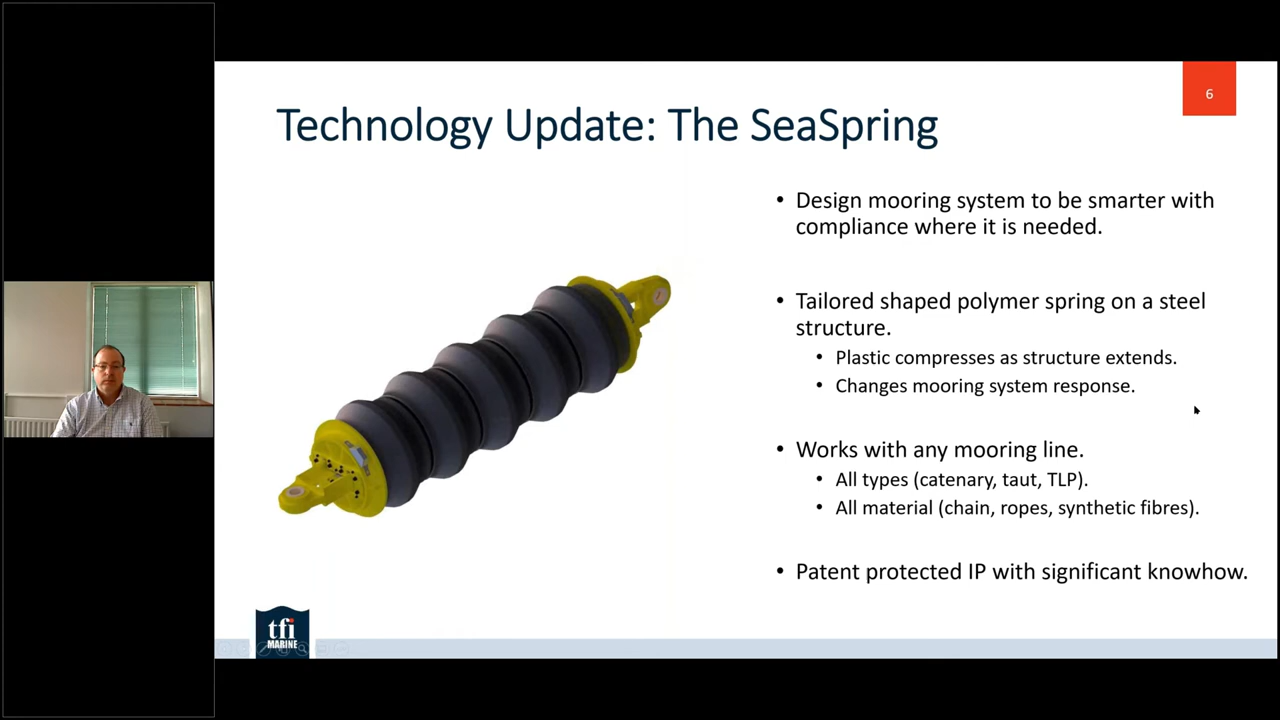 6
Technology Update: The SeaSpring
• Design mooring system to be smarter with
compliance where it is needed.
• Tailored shaped polymer spring on a steel
structure.
• Plastic compresses as structure extends.
• Changes mooring system response.
• Works with any mooring line.
• All types (catenary, taut, TLP).
• All material (chain, ropes, synthetic fibres).
• Patent protected IP with significant knowhow.
tfi
MARINE